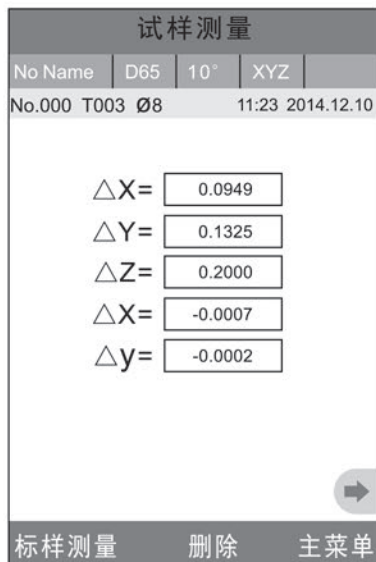 试样测量
No Name D65 10° XYZ
No.000 T003 Ø8 11:23 2014.12.10
△X= 0.0949
△Y= 0.1325
△Z= 0.2000
△X= -0.0007
△y= -0.0002
标样测量 删除 主菜单